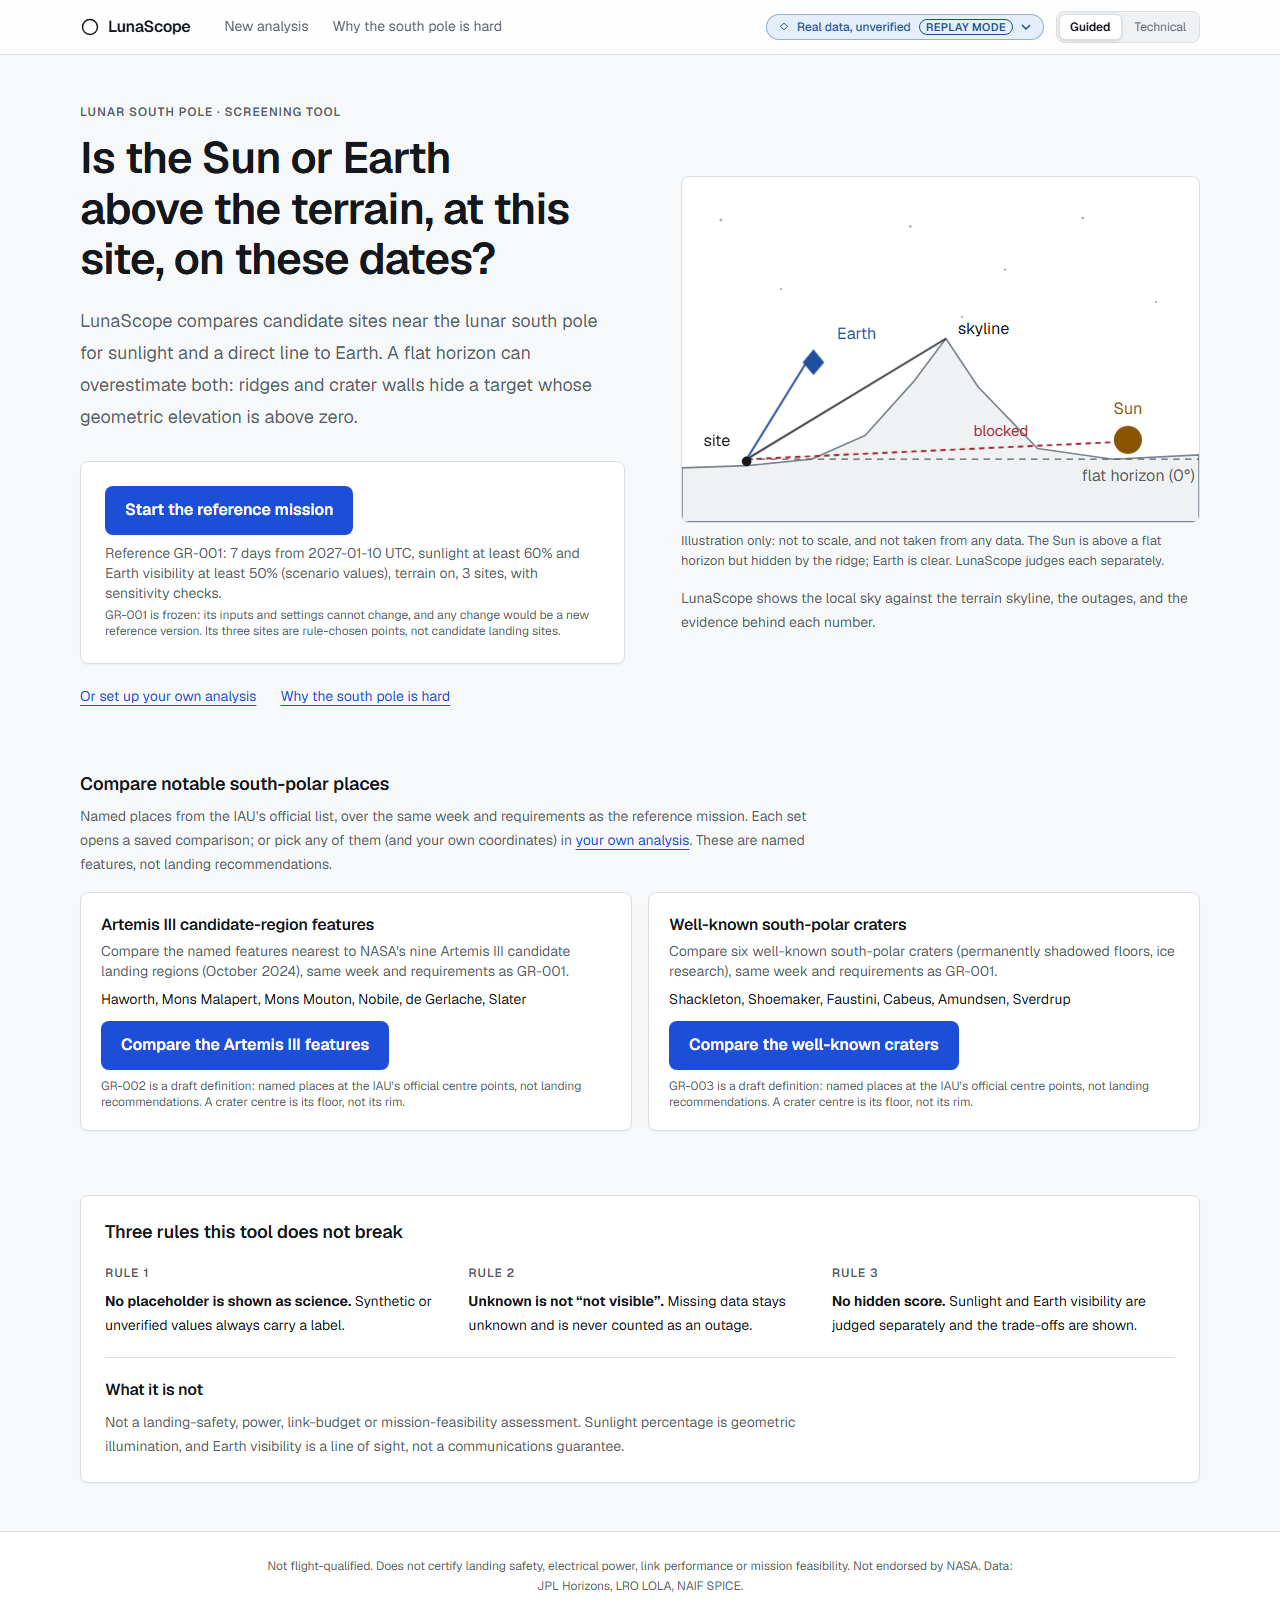 LunaScope
New analysis
Why the south pole is hard
Real data, unverified
REPLAY MODE
Guided
Technical
LUNAR SOUTH POLE · SCREENING TOOL
Is the Sun or Earth
above the terrain, at this
site, on these dates?
LunaScope compares candidate sites near the lunar south pole
for sunlight and a direct line to Earth. A flat horizon can
overestimate both: ridges and crater walls hide a target whose
geometric elevation is above zero.
Start the reference mission
Reference GR-001: 7 days from 2027-01-10 UTC, sunlight at least 60% and
Earth visibility at least 50% (scenario values), terrain on, 3 sites, with
sensitivity checks.
GR-001 is frozen: its inputs and settings cannot change, and any change would be a new
reference version. Its three sites are rule-chosen points, not candidate landing sites.
Or set up your own analysis
Why the south pole is hard
Earth
skyline
Sun
blocked
site
flat horizon (0°)
Illustration only: not to scale, and not taken from any data. The Sun is above a flat
horizon but hidden by the ridge; Earth is clear. LunaScope judges each separately.
LunaScope shows the local sky against the terrain skyline, the outages, and the
evidence behind each number.
Compare notable south-polar places
Named places from the IAU's official list, over the same week and requirements as the reference mission. Each set
opens a saved comparison; or pick any of them (and your own coordinates) in your own analysis. These are named
features, not landing recommendations.
Artemis III candidate-region features
Compare the named features nearest to NASA's nine Artemis III candidate
landing regions (October 2024), same week and requirements as GR-001.
Haworth, Mons Malapert, Mons Mouton, Nobile, de Gerlache, Slater
Compare the Artemis III features
GR-002 is a draft definition: named places at the IAU's official centre points, not landing
recommendations. A crater centre is its floor, not its rim.
Well-known south-polar craters
Compare six well-known south-polar craters (permanently shadowed floors, ice
research), same week and requirements as GR-001.
Shackleton, Shoemaker, Faustini, Cabeus, Amundsen, Sverdrup
Compare the well-known craters
GR-003 is a draft definition: named places at the IAU's official centre points, not landing
recommendations. A crater centre is its floor, not its rim.
Three rules this tool does not break
RULE 1
No placeholder is shown as science. Synthetic or
unverified values always carry a label.
RULE 2
Unknown is not “not visible”. Missing data stays
unknown and is never counted as an outage.
RULE 3
No hidden score. Sunlight and Earth visibility are
judged separately and the trade-offs are shown.
What it is not
Not a landing-safety, power, link-budget or mission-feasibility assessment. Sunlight percentage is geometric
illumination, and Earth visibility is a line of sight, not a communications guarantee.
Not flight-qualified. Does not certify landing safety, electrical power, link performance or mission feasibility. Not endorsed by NASA. Data:
JPL Horizons, LRO LOLA, NAIF SPICE.